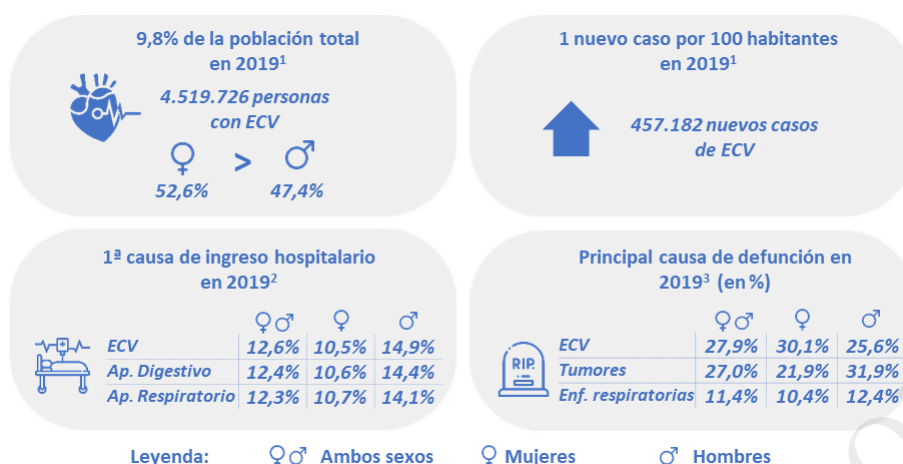 9,8% de la población total
en 2019¹
4.519.726 personas
con ECV
♀ > ♂
52,6% 47,4%
1 nuevo caso por 100 habitantes
en 2019¹
457.182 nuevos casos
de ECV
1ª causa de ingreso hospitalario
en 2019²
♀♂ ♀ ♂
ECV 12,6% 10,5% 14,9%
Ap. Digestivo 12,4% 10,6% 14,4%
Ap. Respiratorio 12,3% 10,7% 14,1%
Principal causa de defunción en
2019³ (en %)
♀♂ ♀ ♂
RIP
ECV 27,9% 30,1% 25,6%
Tumores 27,0% 21,9% 31,9%
Enf. respiratorias 11,4% 10,4% 12,4%
Leyenda: ♀♂ Ambos sexos ♀ Mujeres ♂ Hombres